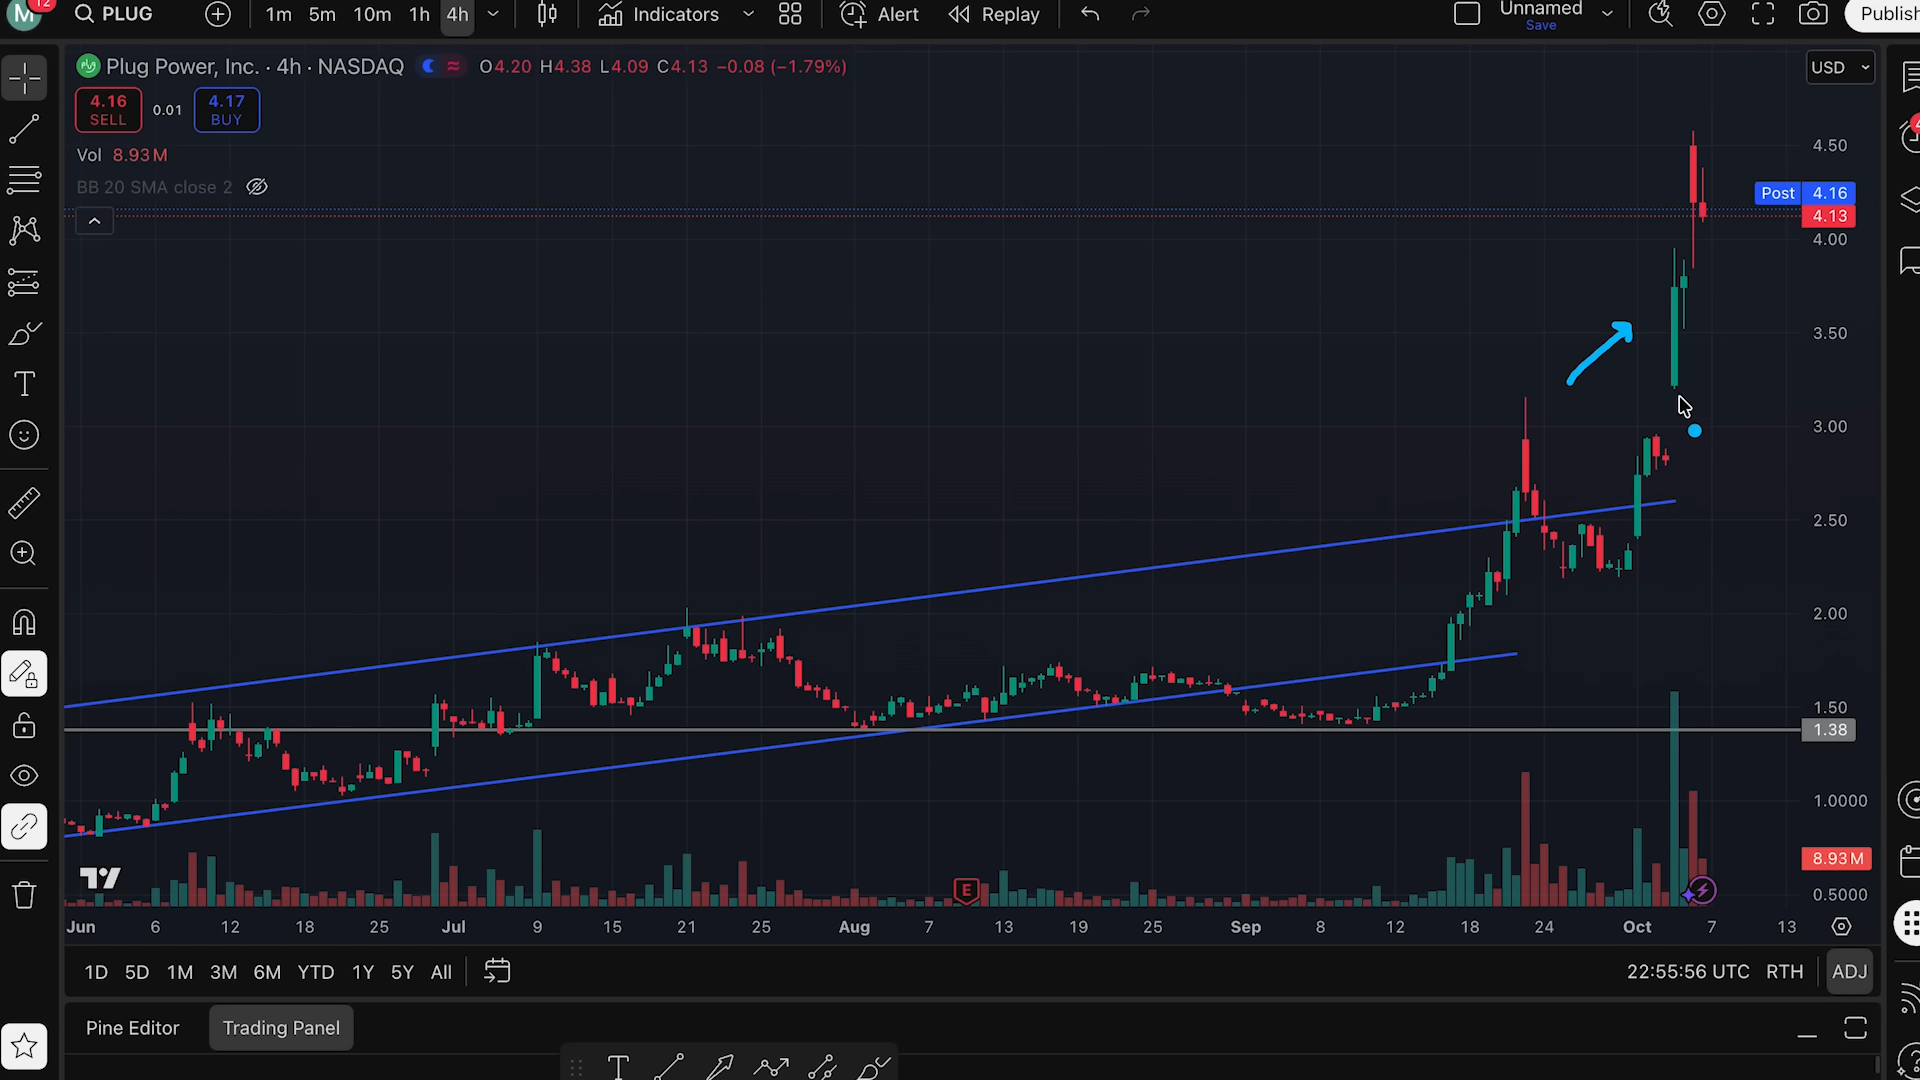 M 12 PLUG 1m 5m 10m 1h 4h Indicators Alert Replay Unnamed Publish
Save
Plug Power, Inc. · 4h · NASDAQ O4.20 H4.38 L4.09 C4.13 −0.08 (−1.79%)
USD
4.16 0.01 4.17
SELL BUY
Vol 8.93M
BB 20 SMA close 2
4.50
Post 4.16
4.13
4.00
3.50
3.00
2.50
2.00
1.50
1.38
1.0000
8.93M
0.5000
E
Jun 6 12 18 25 Jul 9 15 21 25 Aug 7 13 19 25 Sep 8 12 18 24 Oct 7 13
1D 5D 1M 3M 6M YTD 1Y 5Y All 22:55:56 UTC RTH ADJ
Pine Editor Trading Panel